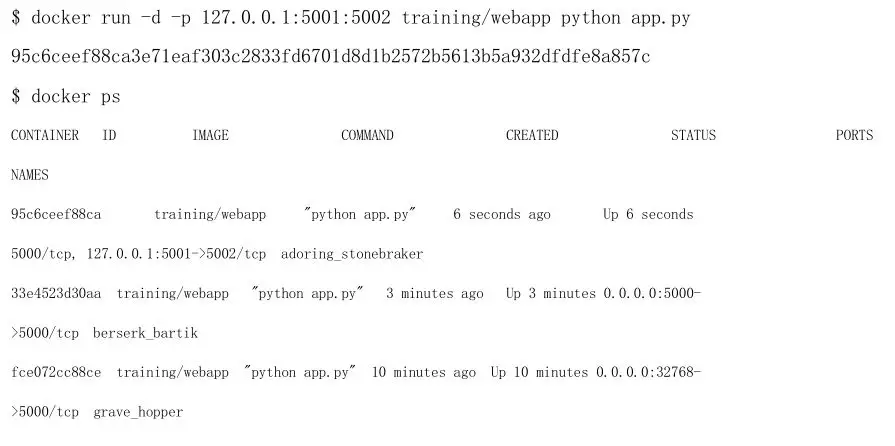 $ docker run -d -p 127.0.0.1:5001:5002 training/webapp python app.py
95c6ceef88ca3e71eaf303c2833fd6701d8d1b2572b5613b5a932dfdfe8a857c
$ docker ps
CONTAINER ID IMAGE COMMAND CREATED STATUS PORTS
NAMES
95c6ceef88ca training/webapp "python app.py" 6 seconds ago Up 6 seconds
5000/tcp, 127.0.0.1:5001->5002/tcp adoring_stonebraker
33e4523d30aa training/webapp "python app.py" 3 minutes ago Up 3 minutes 0.0.0.0:5000-
>5000/tcp berserk_bartik
fce072cc88ce training/webapp "python app.py" 10 minutes ago Up 10 minutes 0.0.0.0:32768-
>5000/tcp grave_hopper